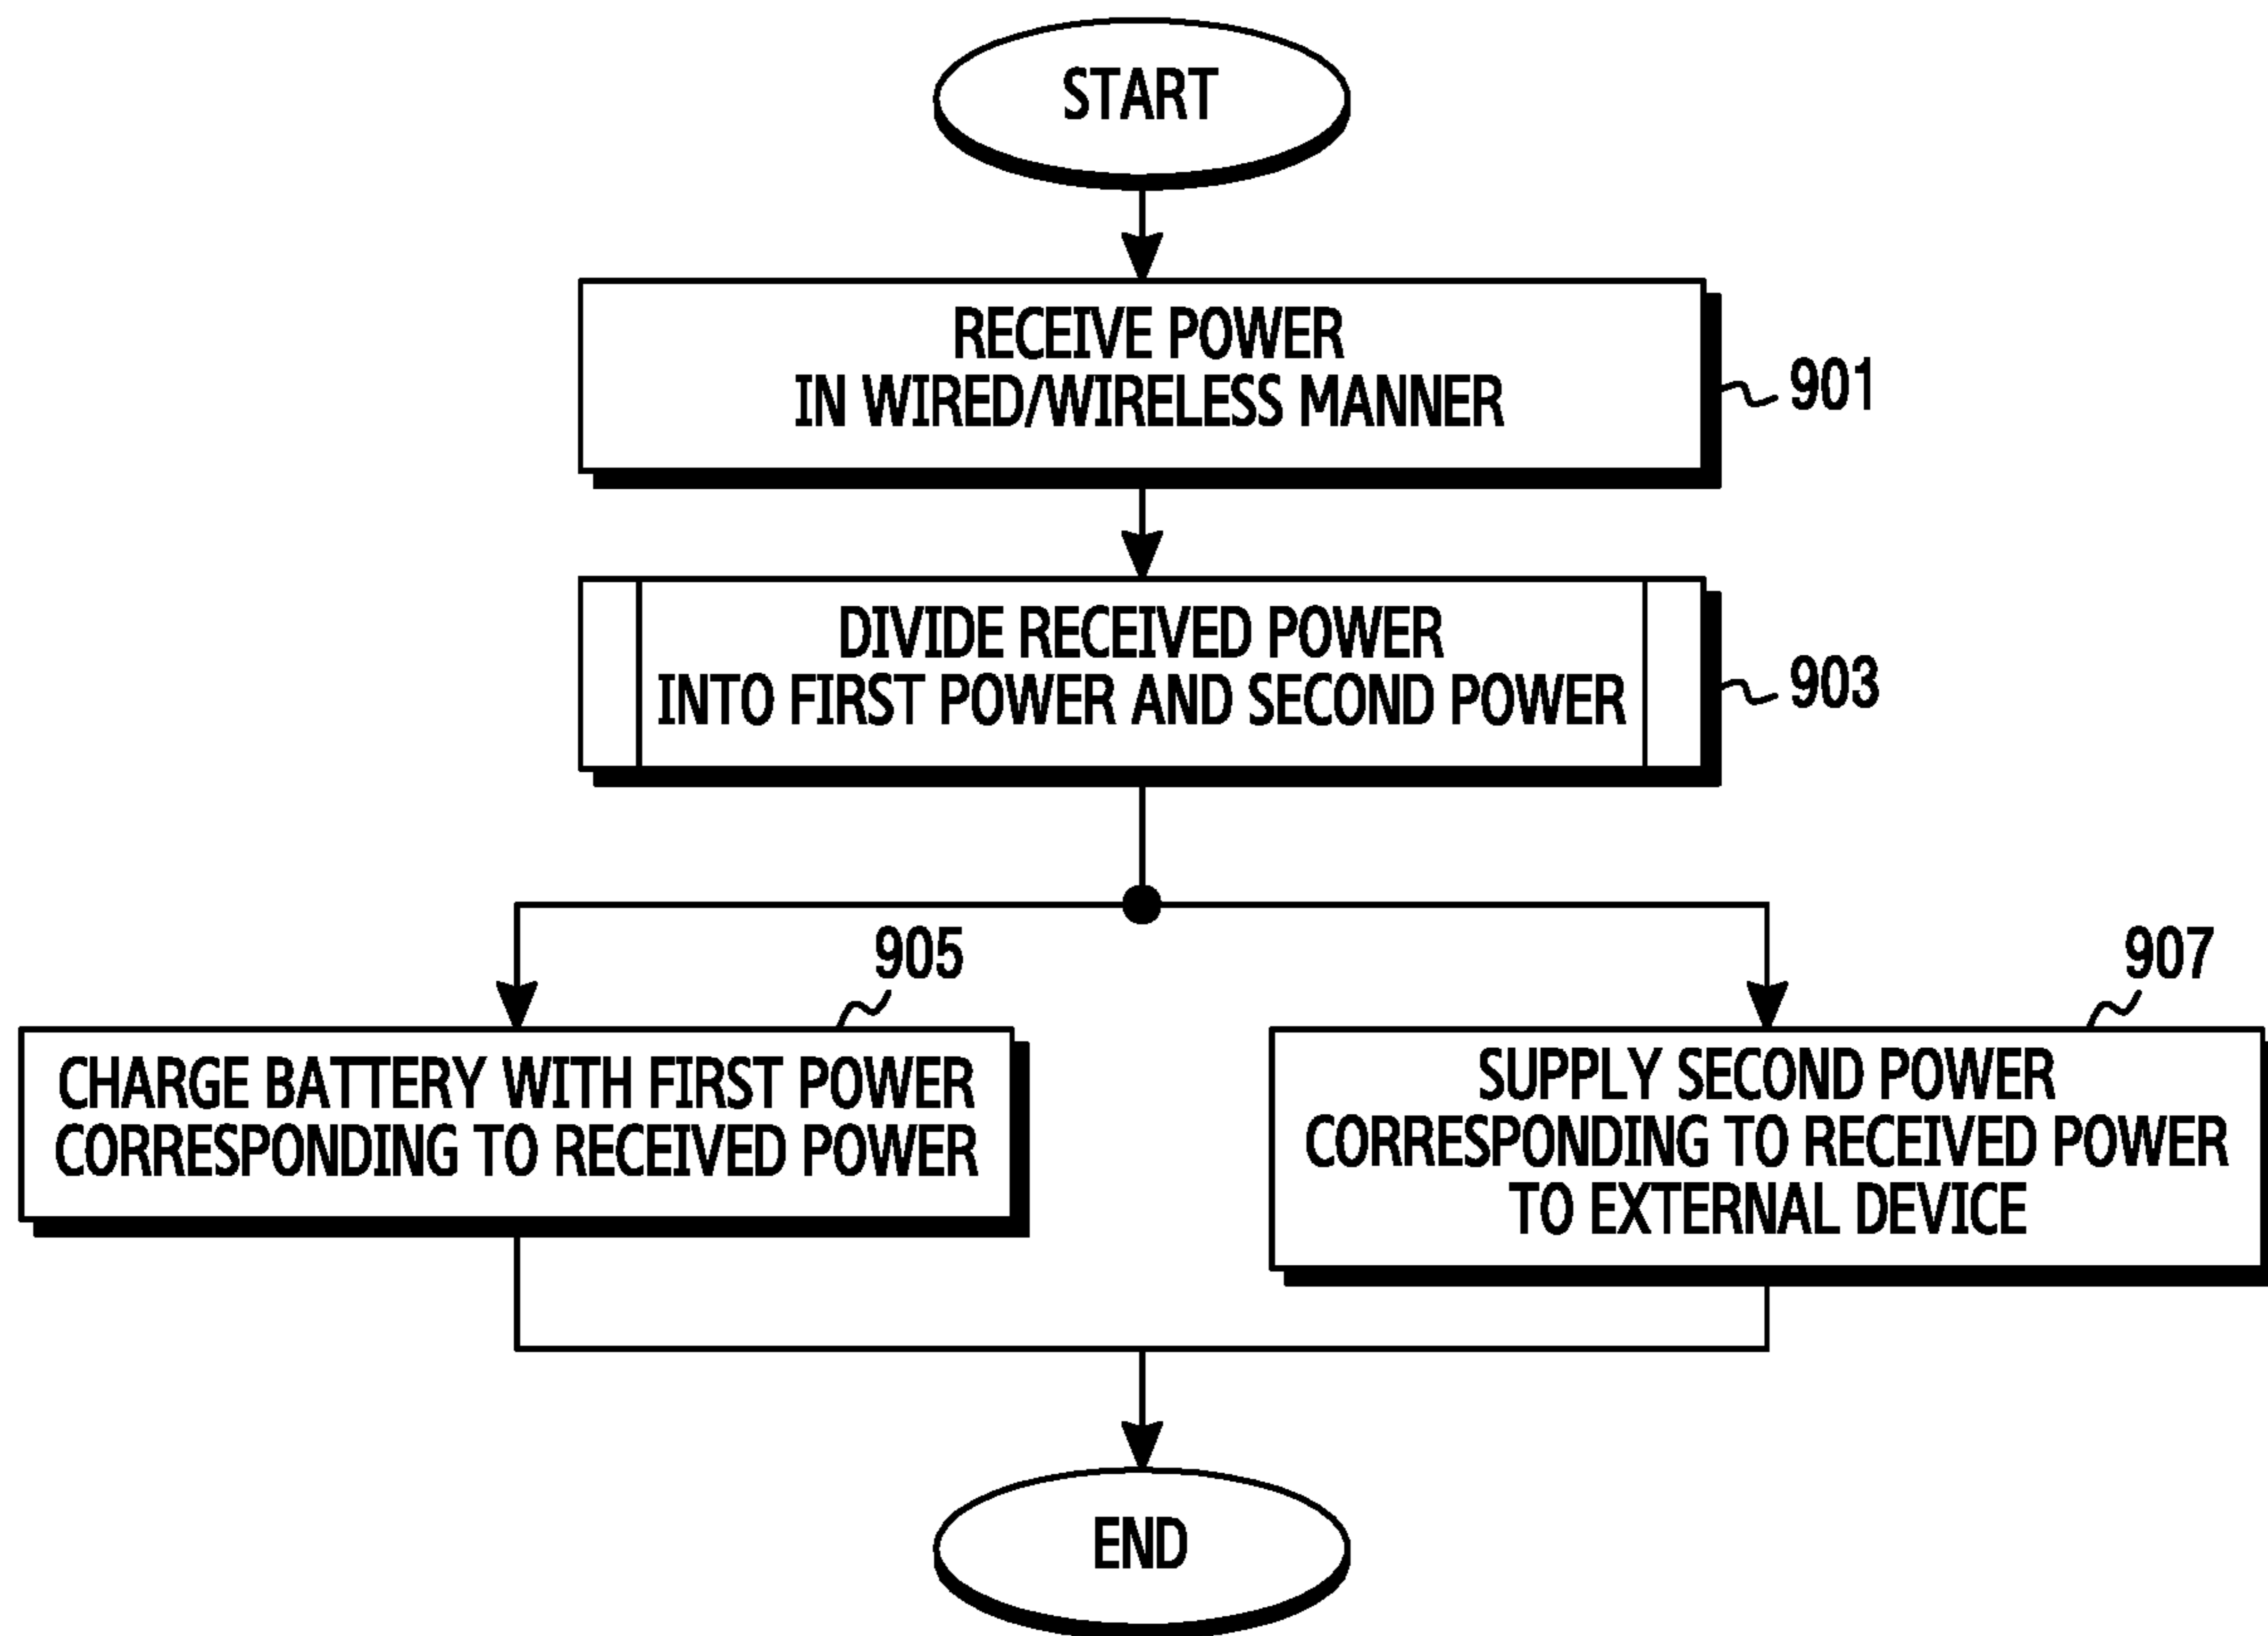 START
RECEIVE POWER
IN WIRED/WIRELESS MANNER
901
DIVIDE RECEIVED POWER
INTO FIRST POWER AND SECOND POWER
903
905
CHARGE BATTERY WITH FIRST POWER
CORRESPONDING TO RECEIVED POWER
907
SUPPLY SECOND POWER
CORRESPONDING TO RECEIVED POWER
TO EXTERNAL DEVICE
END